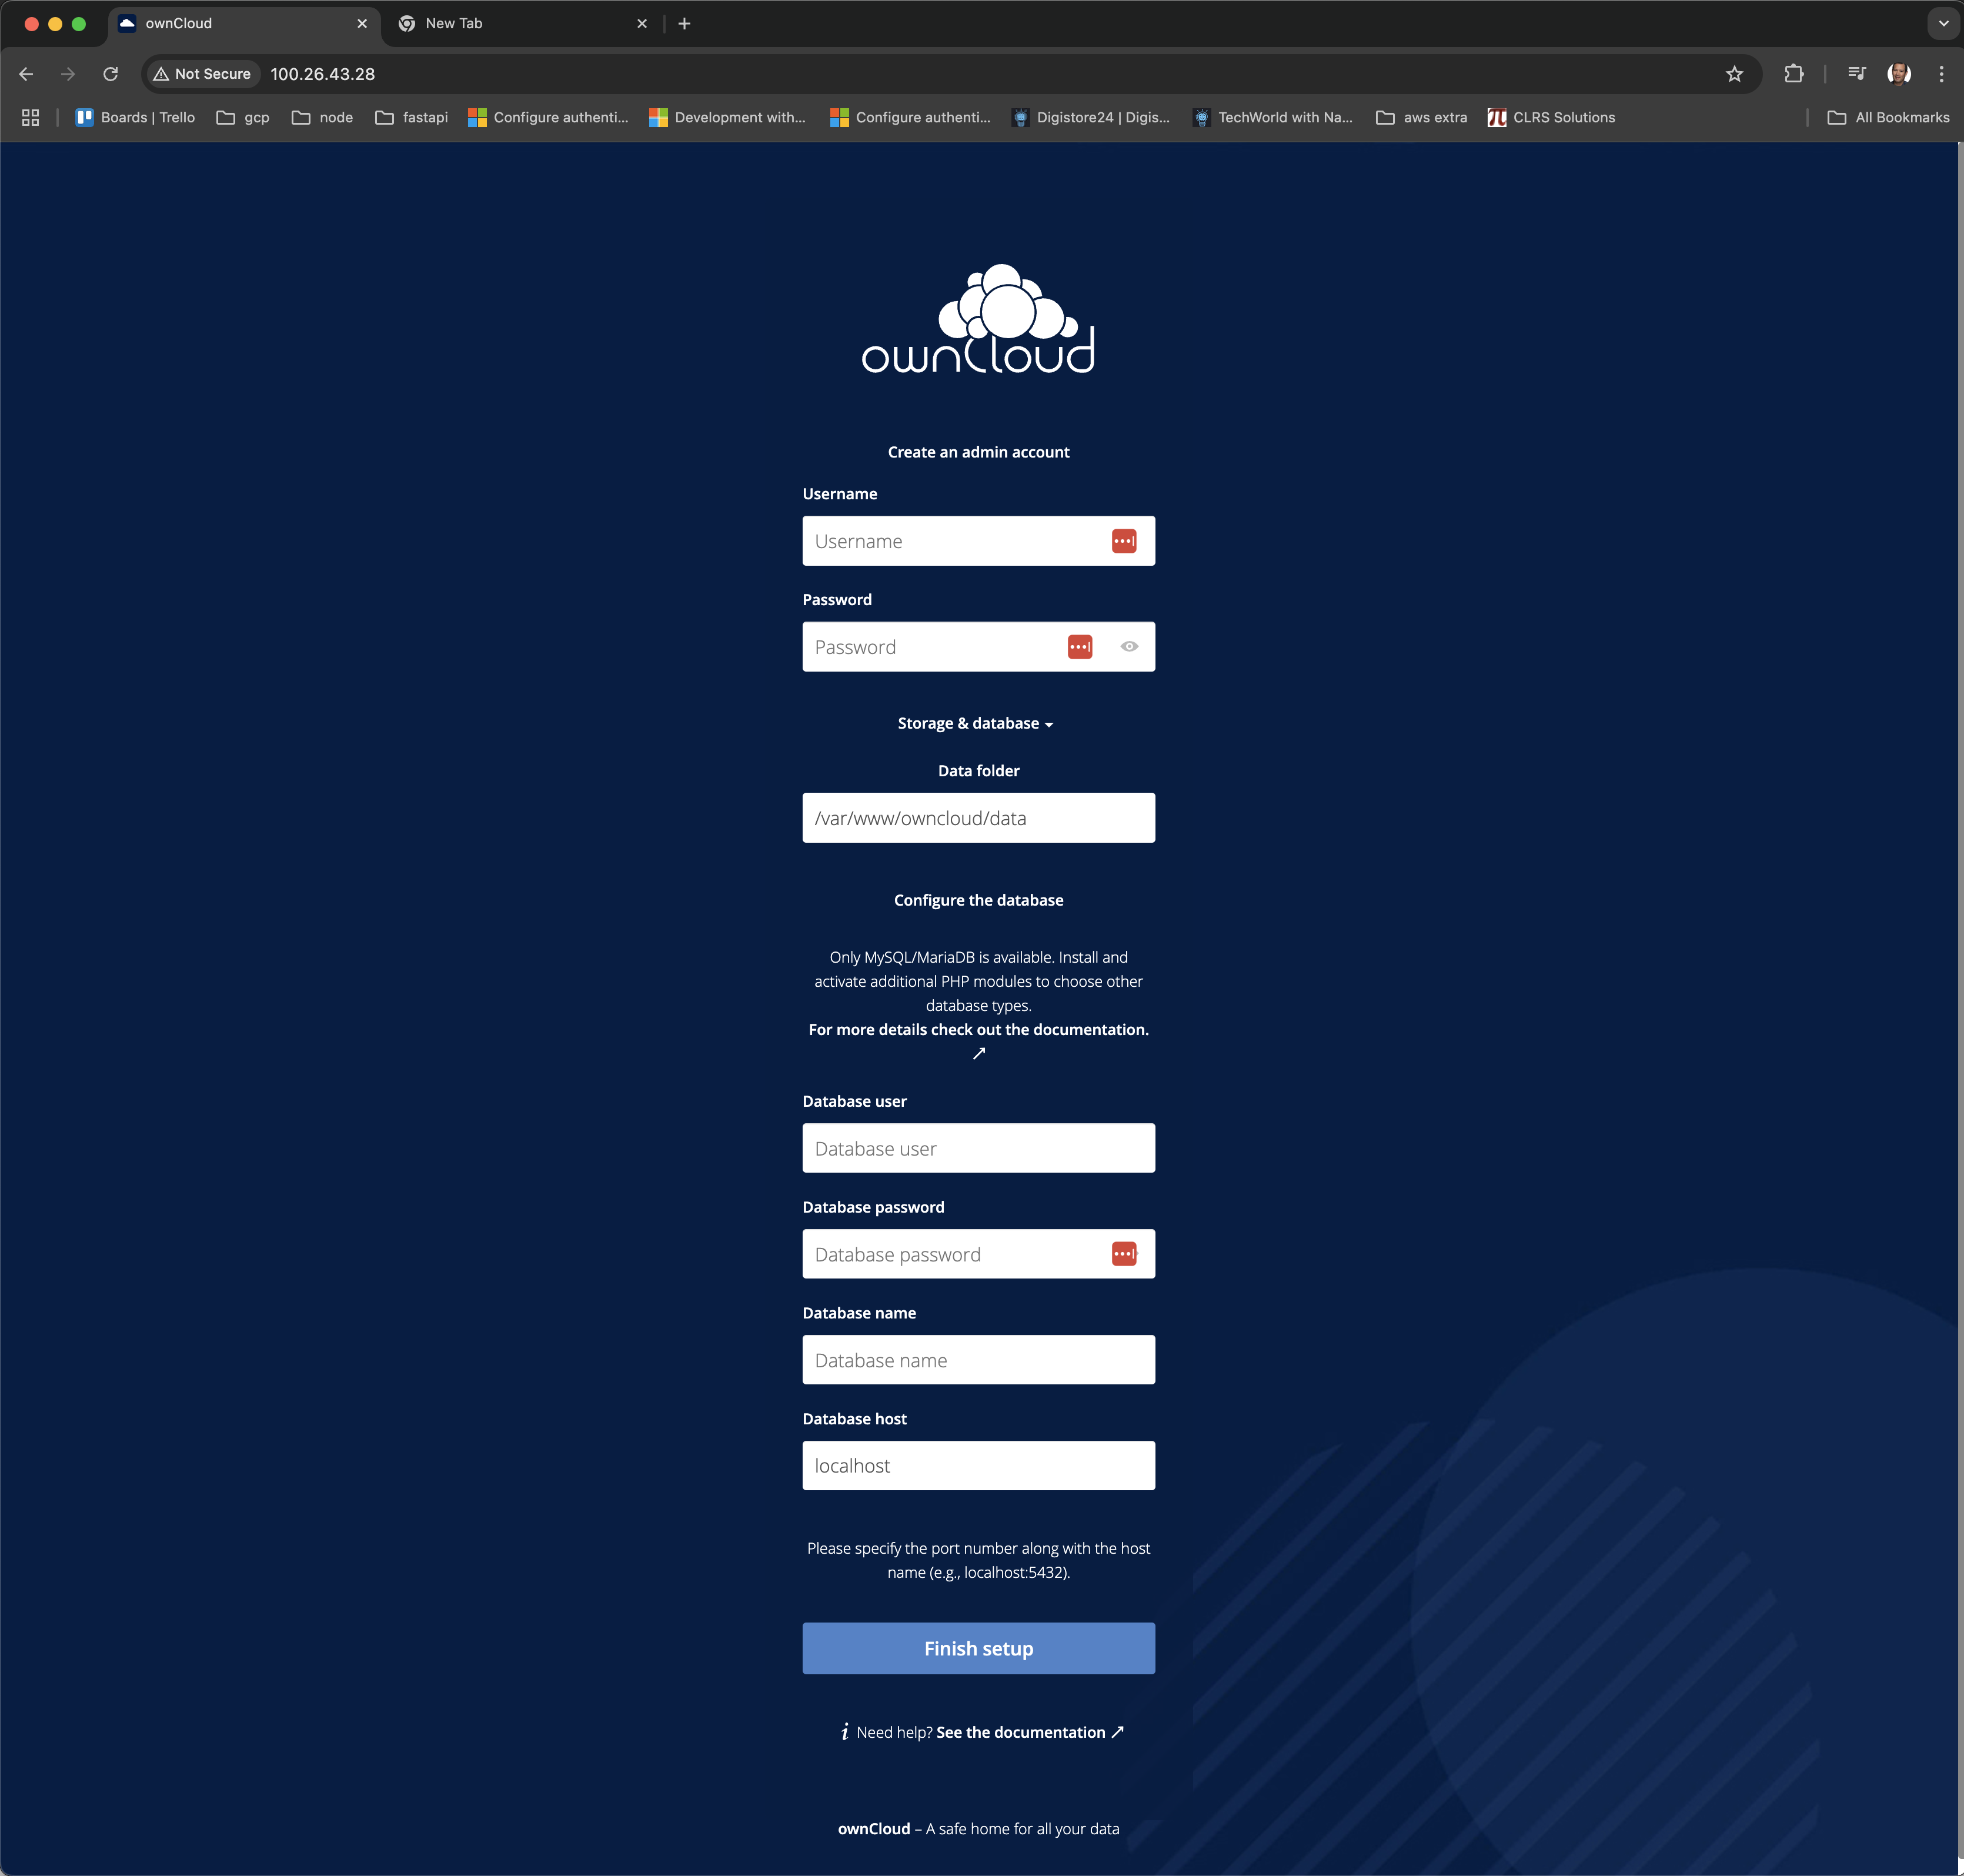 ownCloud
New Tab
Not Secure
100.26.43.28
Boards | Trello
gcp
node
fastapi
Configure authenti...
Development with...
Configure authenti...
Digistore24 | Digis...
TechWorld with Na...
aws extra
CLRS Solutions
All Bookmarks
ownCloud
Create an admin account
Username
Username
Password
Password
Storage & database
Data folder
/var/www/owncloud/data
Configure the database
Only MySQL/MariaDB is available. Install and
activate additional PHP modules to choose other
database types.
For more details check out the documentation.
Database user
Database user
Database password
Database password
Database name
Database name
Database host
localhost
Please specify the port number along with the host
name (e.g., localhost:5432).
Finish setup
i Need help? See the documentation ↗
ownCloud – A safe home for all your data